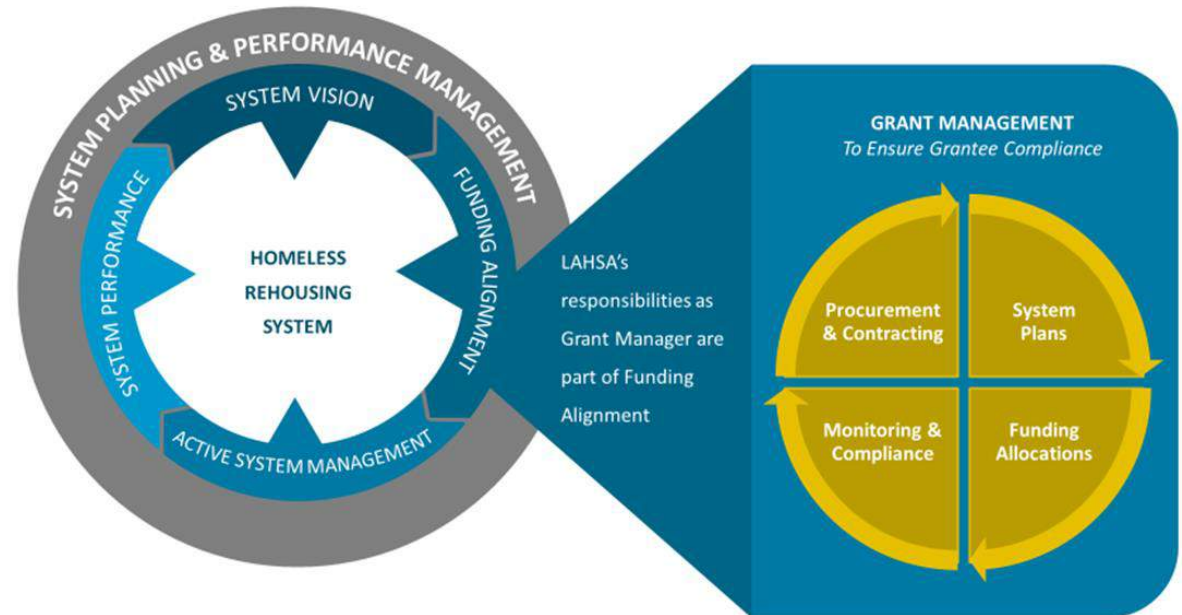 SYSTEM PLANNING & PERFORMANCE MANAGEMENT
SYSTEM VISION
FUNDING ALIGNMENT
ACTIVE SYSTEM MANAGEMENT
SYSTEM PERFORMANCE
HOMELESS
REHOUSING
SYSTEM
LAHSA’s
responsibilities as
Grant Manager are
part of Funding
Alignment
GRANT MANAGEMENT
To Ensure Grantee Compliance
Procurement
& Contracting
System
Plans
Monitoring &
Compliance
Funding
Allocations